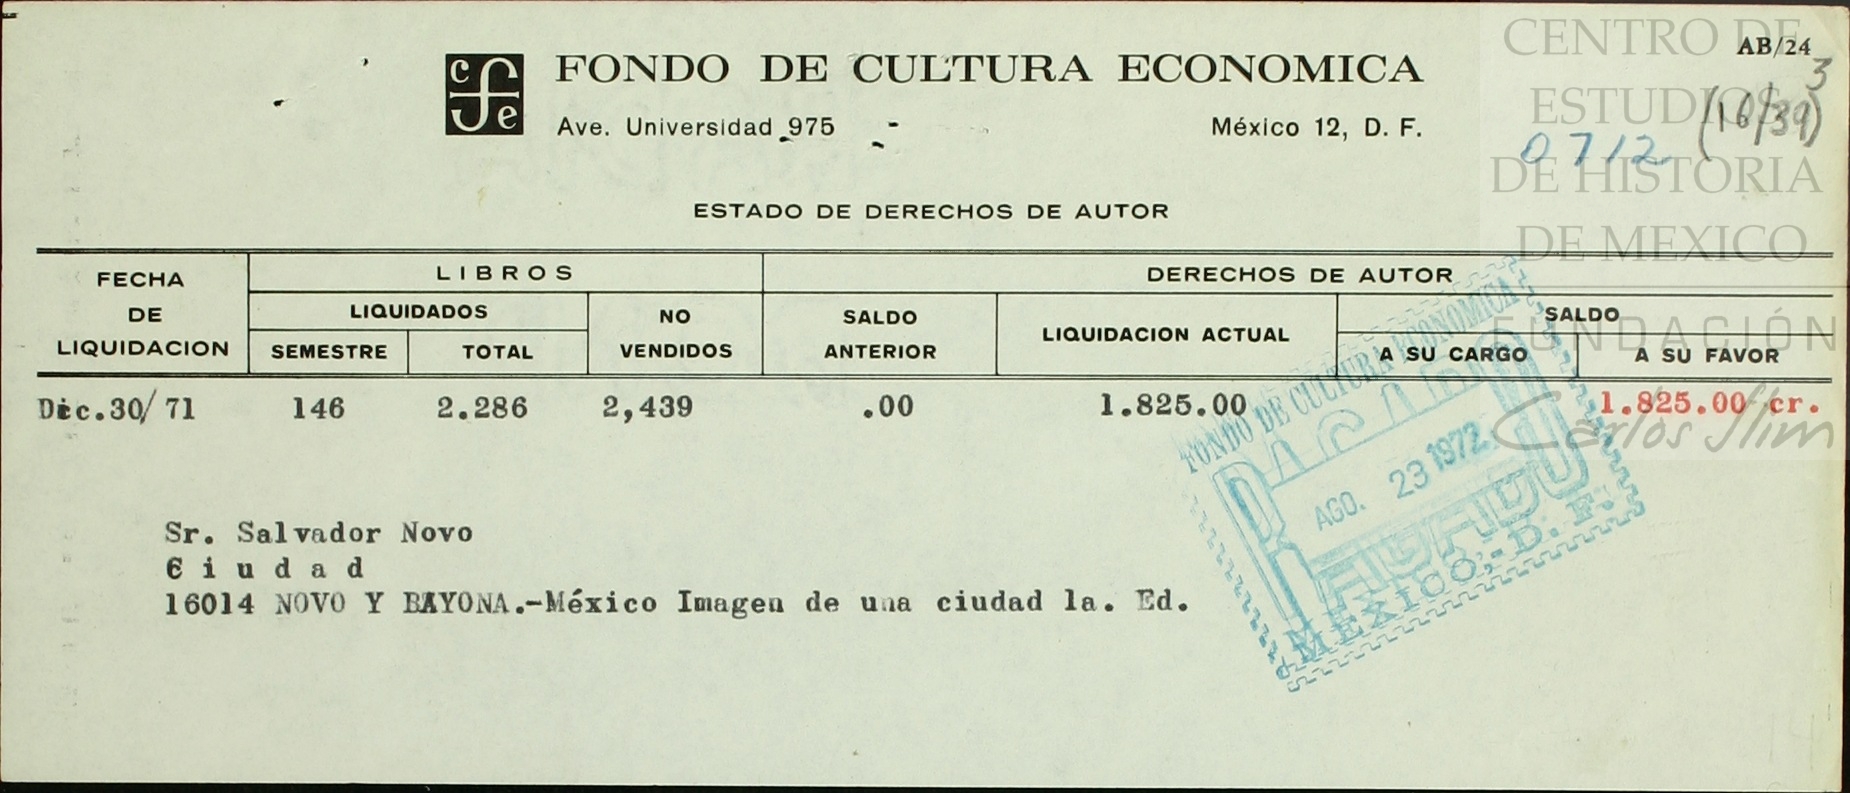 CENTRO DE
ESTUDIOS
DE HISTORIA
DE MEXICO
FUNDACIÓN
Carlos Slim
AB/24
3
(16/39)
0712
cfe
FONDO DE CULTURA ECONOMICA
Ave. Universidad 975 México 12, D. F.
ESTADO DE DERECHOS DE AUTOR
FECHA DE LIQUIDACION
LIBROS
DERECHOS DE AUTOR
LIQUIDADOS
SEMESTRE TOTAL
NO VENDIDOS
SALDO ANTERIOR
LIQUIDACION ACTUAL
SALDO
A SU CARGO A SU FAVOR
Dic.30/ 71 146 2.286 2,439 .00 1.825.00 1.825.00 cr.
Sr. Salvador Novo
C i u d a d
16014 NOVO Y BAYONA.-México Imagen de una ciudad 1a. Ed.
FONDO DE CULTURA ECONOMICA
PAGADO
AGO. 23 1972
MEXICO, D. F.